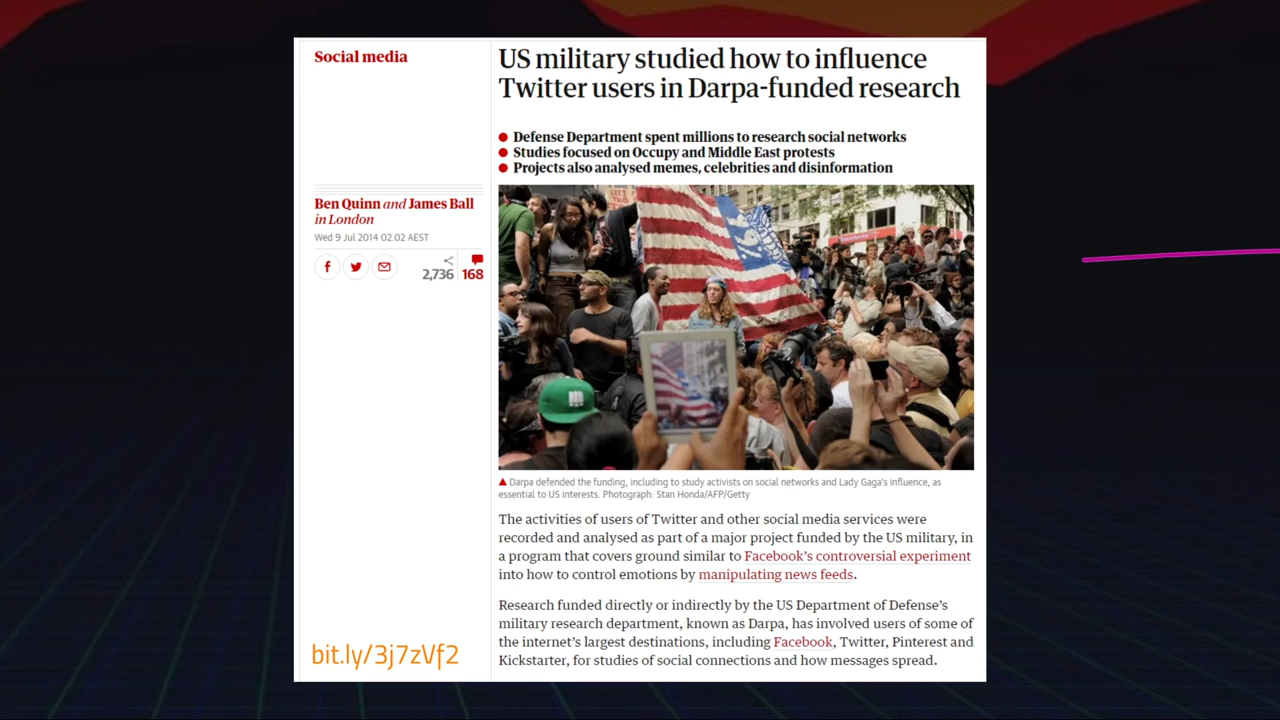 Social media
US military studied how to influence
Twitter users in Darpa-funded research
Defense Department spent millions to research social networks
Studies focused on Occupy and Middle East protests
Projects also analysed memes, celebrities and disinformation
Ben Quinn and James Ball
in London
Wed 9 Jul 2014 02.02 AEST
2,736 168
Darpa defended the funding, including to study activists on social networks and Lady Gaga's influence, as
essential to US interests. Photograph: Stan Honda/AFP/Getty
The activities of users of Twitter and other social media services were
recorded and analysed as part of a major project funded by the US military, in
a program that covers ground similar to Facebook's controversial experiment
into how to control emotions by manipulating news feeds.
Research funded directly or indirectly by the US Department of Defense's
military research department, known as Darpa, has involved users of some of
the internet's largest destinations, including Facebook, Twitter, Pinterest and
Kickstarter, for studies of social connections and how messages spread.
bit.ly/3j7zVf2